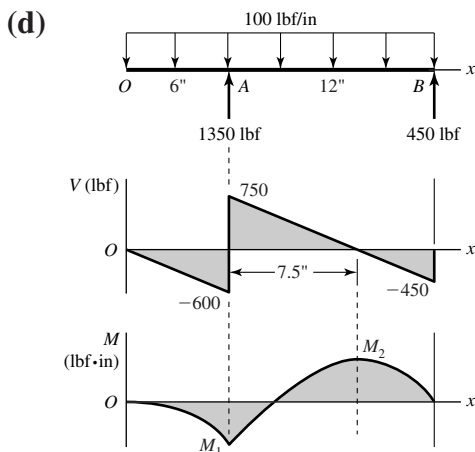 (d)
100 lbf/in
O 6" A 12" B x
1350 lbf 450 lbf
V (lbf)
750
O x
7.5"
−600 −450
M
(lbf•in)
M2
O x
M1